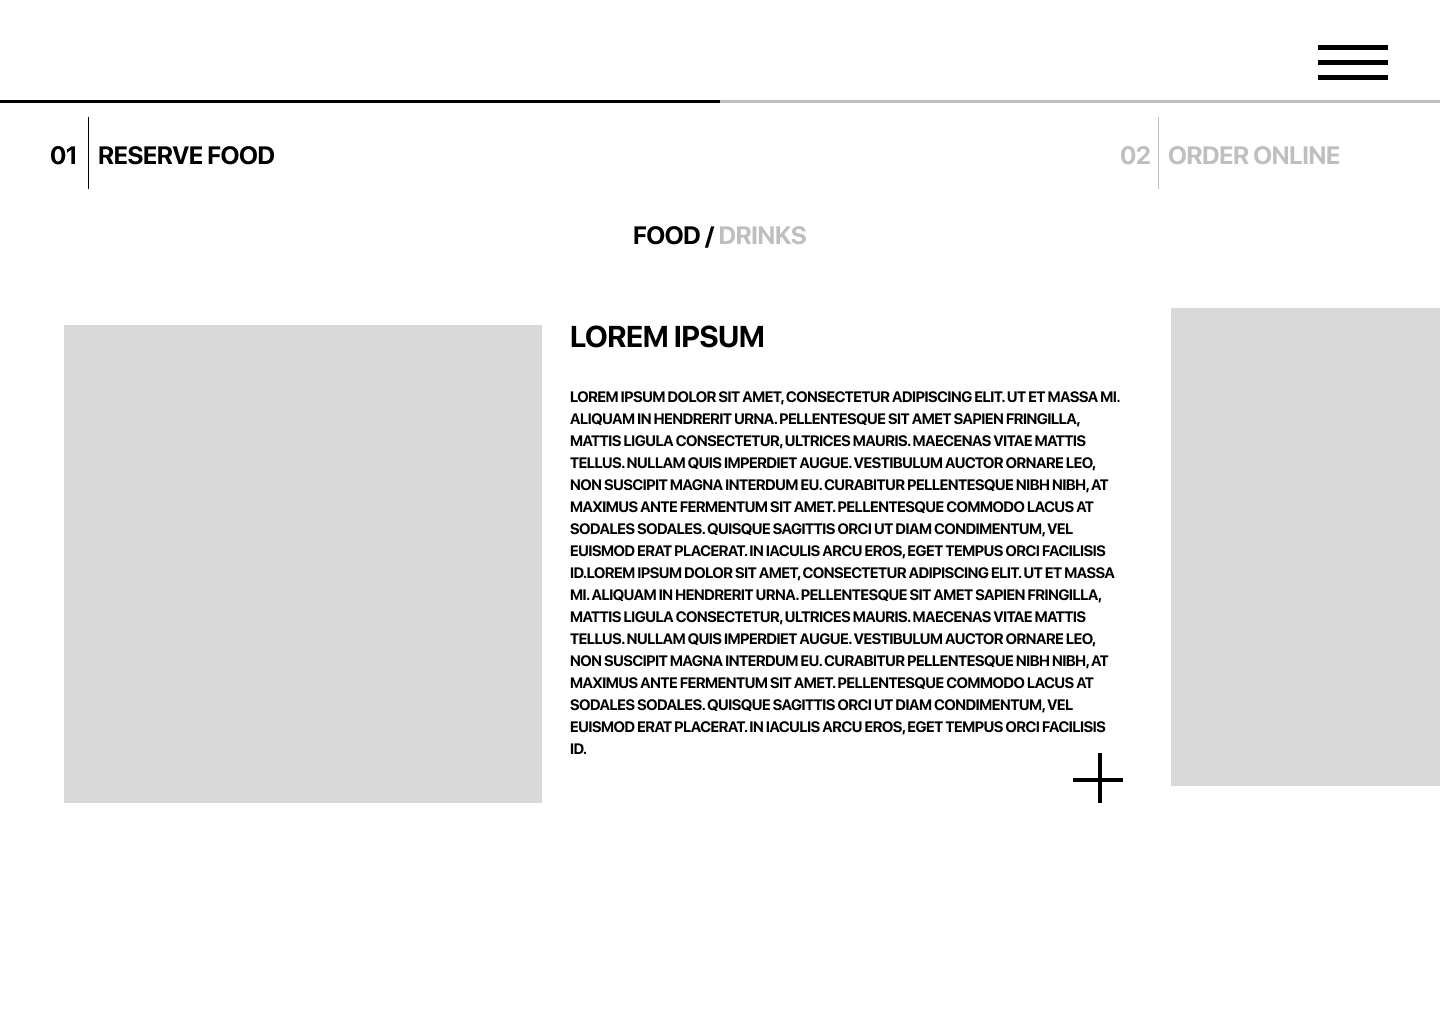 01 RESERVE FOOD
02 ORDER ONLINE
FOOD / DRINKS
LOREM IPSUM
LOREM IPSUM DOLOR SIT AMET, CONSECTETUR ADIPISCING ELIT. UT ET MASSA MI.
ALIQUAM IN HENDRERIT URNA. PELLENTESQUE SIT AMET SAPIEN FRINGILLA,
MATTIS LIGULA CONSECTETUR, ULTRICES MAURIS. MAECENAS VITAE MATTIS
TELLUS. NULLAM QUIS IMPERDIET AUGUE. VESTIBULUM AUCTOR ORNARE LEO,
NON SUSCIPIT MAGNA INTERDUM EU. CURABITUR PELLENTESQUE NIBH NIBH, AT
MAXIMUS ANTE FERMENTUM SIT AMET. PELLENTESQUE COMMODO LACUS AT
SODALES SODALES. QUISQUE SAGITTIS ORCI UT DIAM CONDIMENTUM, VEL
EUISMOD ERAT PLACERAT. IN IACULIS ARCU EROS, EGET TEMPUS ORCI FACILISIS
ID.LOREM IPSUM DOLOR SIT AMET, CONSECTETUR ADIPISCING ELIT. UT ET MASSA
MI. ALIQUAM IN HENDRERIT URNA. PELLENTESQUE SIT AMET SAPIEN FRINGILLA,
MATTIS LIGULA CONSECTETUR, ULTRICES MAURIS. MAECENAS VITAE MATTIS
TELLUS. NULLAM QUIS IMPERDIET AUGUE. VESTIBULUM AUCTOR ORNARE LEO,
NON SUSCIPIT MAGNA INTERDUM EU. CURABITUR PELLENTESQUE NIBH NIBH, AT
MAXIMUS ANTE FERMENTUM SIT AMET. PELLENTESQUE COMMODO LACUS AT
SODALES SODALES. QUISQUE SAGITTIS ORCI UT DIAM CONDIMENTUM, VEL
EUISMOD ERAT PLACERAT. IN IACULIS ARCU EROS, EGET TEMPUS ORCI FACILISIS
ID.